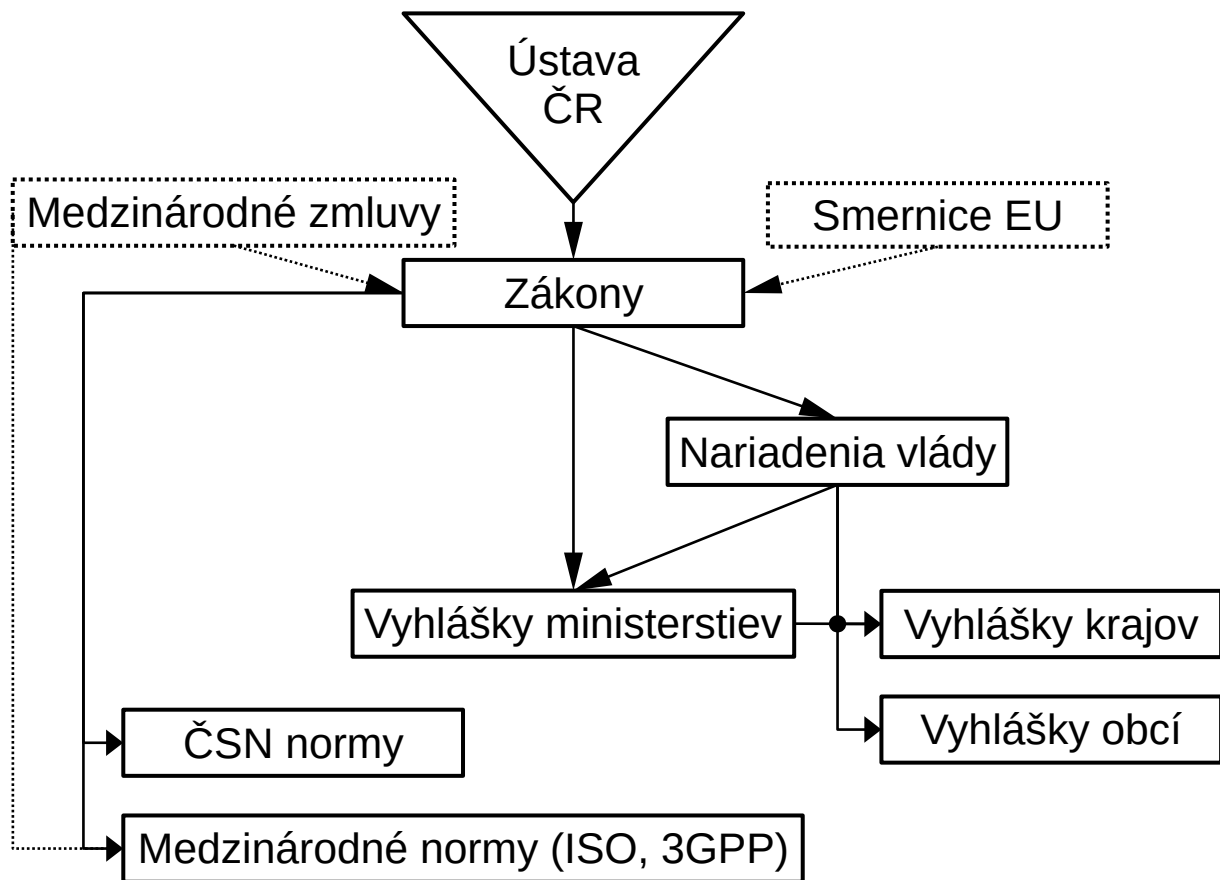 Ústava
ČR
Medzinárodné zmluvy
Smernice EU
Zákony
Nariadenia vlády
Vyhlášky ministerstiev
Vyhlášky krajov
ČSN normy
Vyhlášky obcí
Medzinárodné normy (ISO, 3GPP)